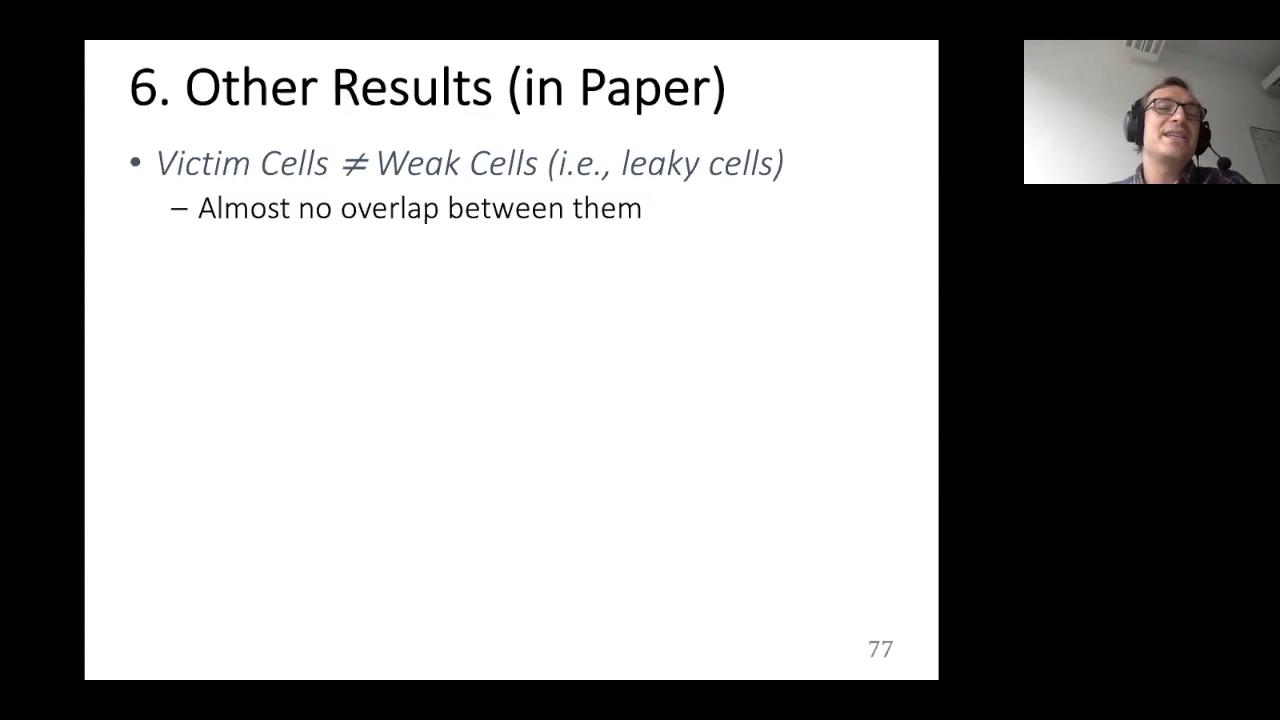 6. Other Results (in Paper)
• Victim Cells ≠ Weak Cells (i.e., leaky cells)
– Almost no overlap between them
77